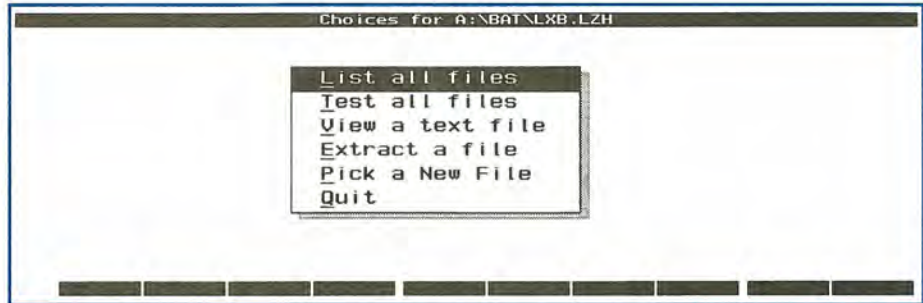 Choices for A:\BAT\LXB.LZH
List all files
Test all files
View a text file
Extract a file
Pick a New File
Quit